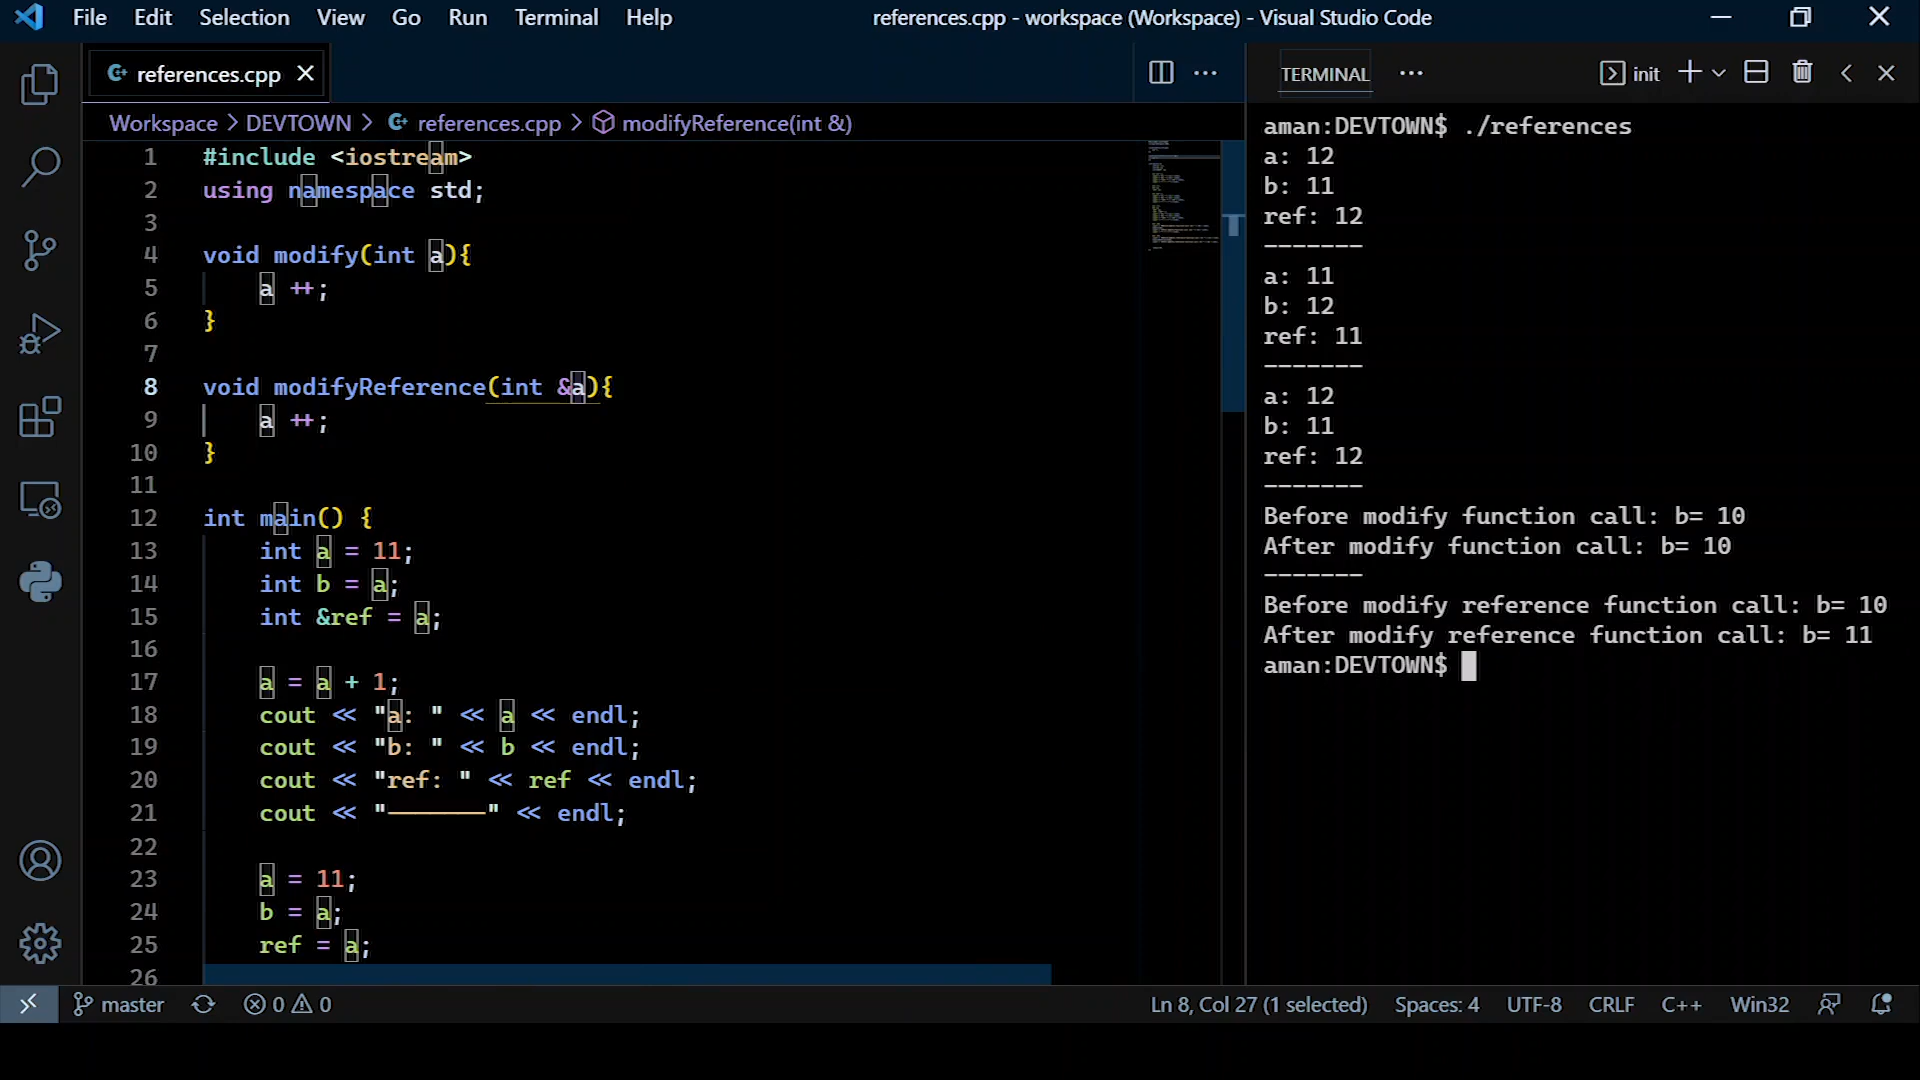 File Edit Selection View Go Run Terminal Help references.cpp - workspace (Workspace) - Visual Studio Code
references.cpp
Workspace > DEVTOWN > references.cpp > modifyReference(int &)
1 #include <iostream>
2 using namespace std;
3
4 void modify(int a){
5 a ++;
6 }
7
8 void modifyReference(int &a){
9 a ++;
10 }
11
12 int main() {
13 int a = 11;
14 int b = a;
15 int &ref = a;
16
17 a = a + 1;
18 cout << "a: " << a << endl;
19 cout << "b: " << b << endl;
20 cout << "ref: " << ref << endl;
21 cout << "-------" << endl;
22
23 a = 11;
24 b = a;
25 ref = a;
26
TERMINAL init
aman:DEVTOWN$ ./references
a: 12
b: 11
ref: 12
-------
a: 11
b: 12
ref: 11
-------
a: 12
b: 11
ref: 12
-------
Before modify function call: b= 10
After modify function call: b= 10
-------
Before modify reference function call: b= 10
After modify reference function call: b= 11
aman:DEVTOWN$
master 0 0 Ln 8, Col 27 (1 selected) Spaces: 4 UTF-8 CRLF C++ Win32